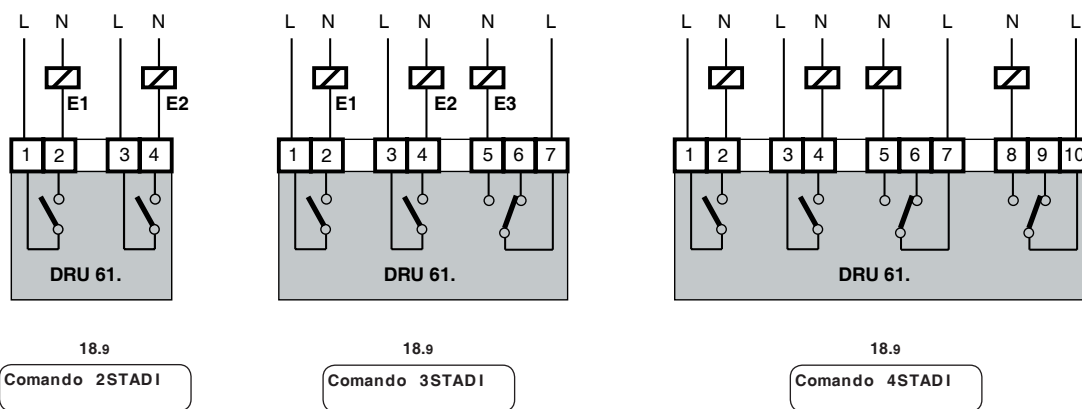 L N L N
E1 E2
1 2 3 4
DRU 61.
18.9
Comando 2STADI
L N L N N L
E1 E2 E3
1 2 3 4 5 6 7
DRU 61.
18.9
Comando 3STADI
L N L N N L N L
1 2 3 4 5 6 7 8 9 10
DRU 61.
18.9
Comando 4STADI